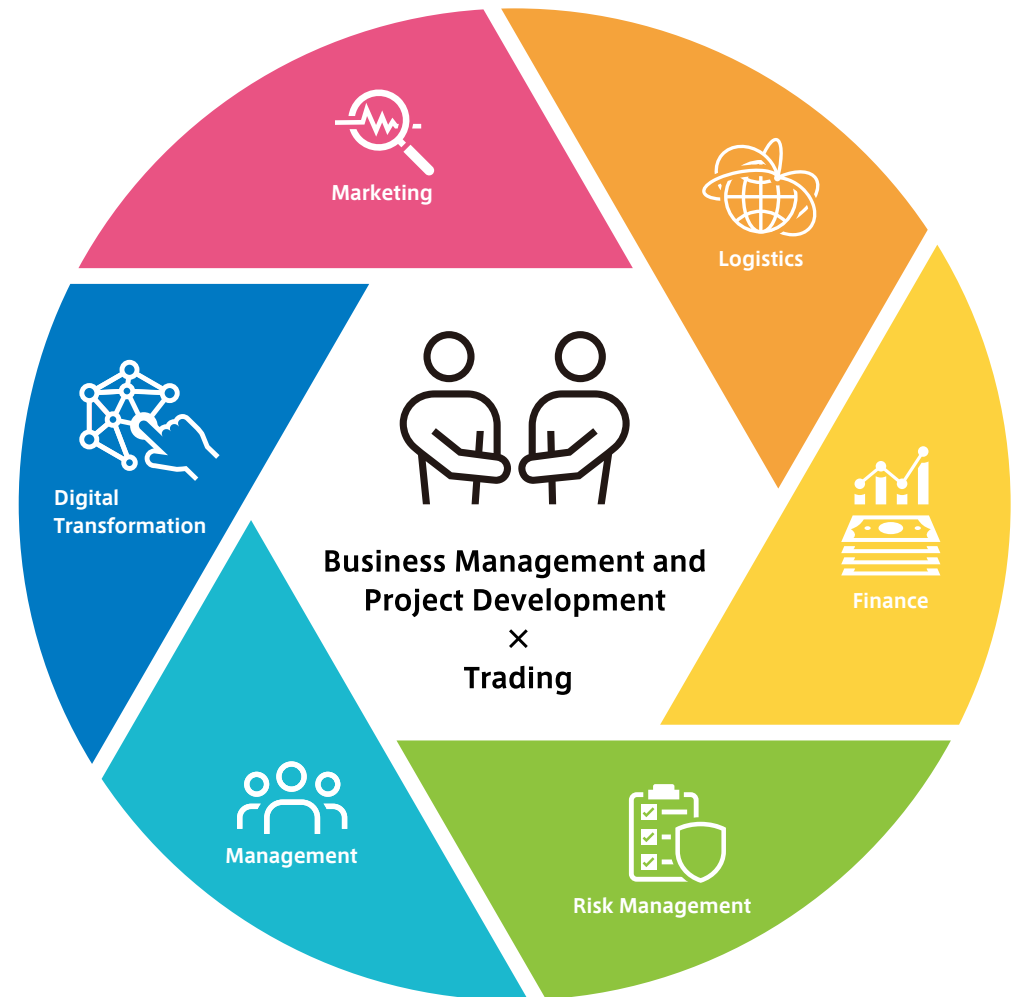 Marketing
Logistics
Digital
Transformation
Business Management and
Project Development
×
Trading
Finance
Management
Risk Management